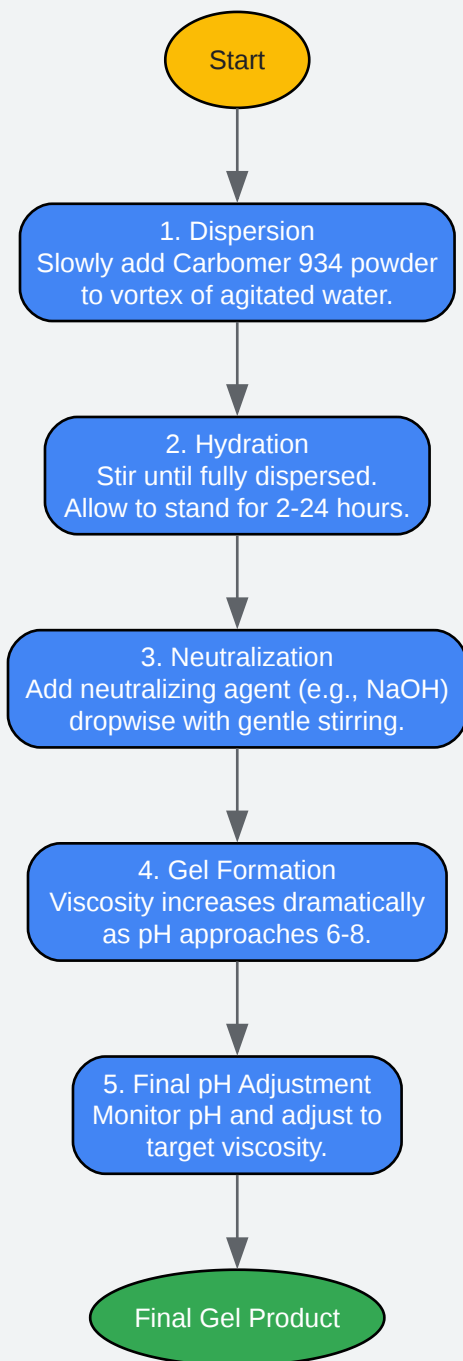 Start
1. Dispersion
Slowly add Carbomer 934 powder
to vortex of agitated water.
2. Hydration
Stir until fully dispersed.
Allow to stand for 2-24 hours.
3. Neutralization
Add neutralizing agent (e.g., NaOH)
dropwise with gentle stirring.
4. Gel Formation
Viscosity increases dramatically
as pH approaches 6-8.
5. Final pH Adjustment
Monitor pH and adjust to
target viscosity.
Final Gel Product